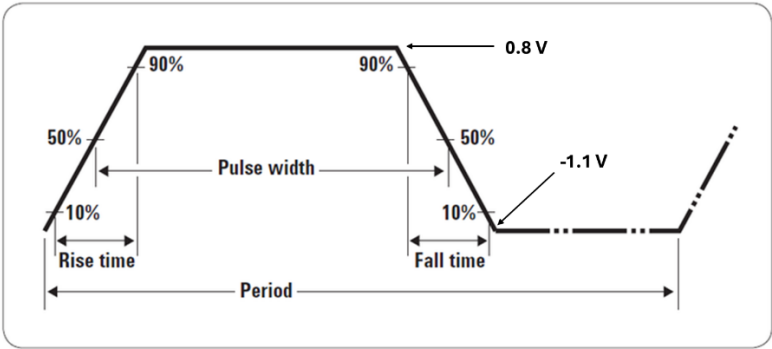 0.8 V
90%
90%
50%
50%
Pulse width
-1.1 V
10%
10%
Rise time
Fall time
Period